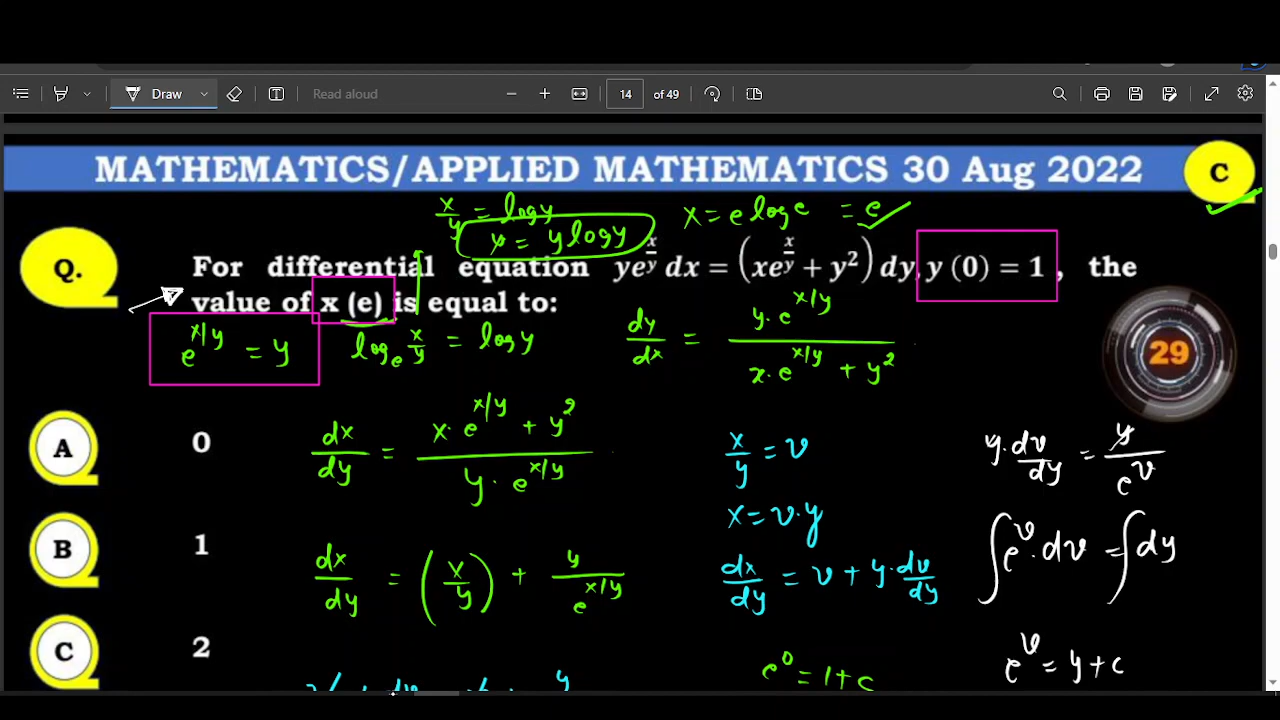 Draw
Read aloud
14 of 49
MATHEMATICS/APPLIED MATHEMATICS 30 Aug 2022
C
x/y = log y
x = y log y
x = e log e = e
Q.
For differential equation ye^(x/y) dx = (xe^(x/y) + y²) dy, y (0) = 1 , the
value of x (e) is equal to:
e^(x/y) = y
log_e x/y = log y
dy/dx = y · e^(x/y) / x · e^(x/y) + y²
29
A
0
dx/dy = x · e^(x/y) + y² / y · e^(x/y)
x/y = v
y · dv/dy = y/e^v
x = v · y
B
1
dx/dy = (x/y) + y/e^(x/y)
dx/dy = v + y · dv/dy
∫ e^v · dv = ∫ dy
C
2
e^0 = 1 + c
e^v = y + c